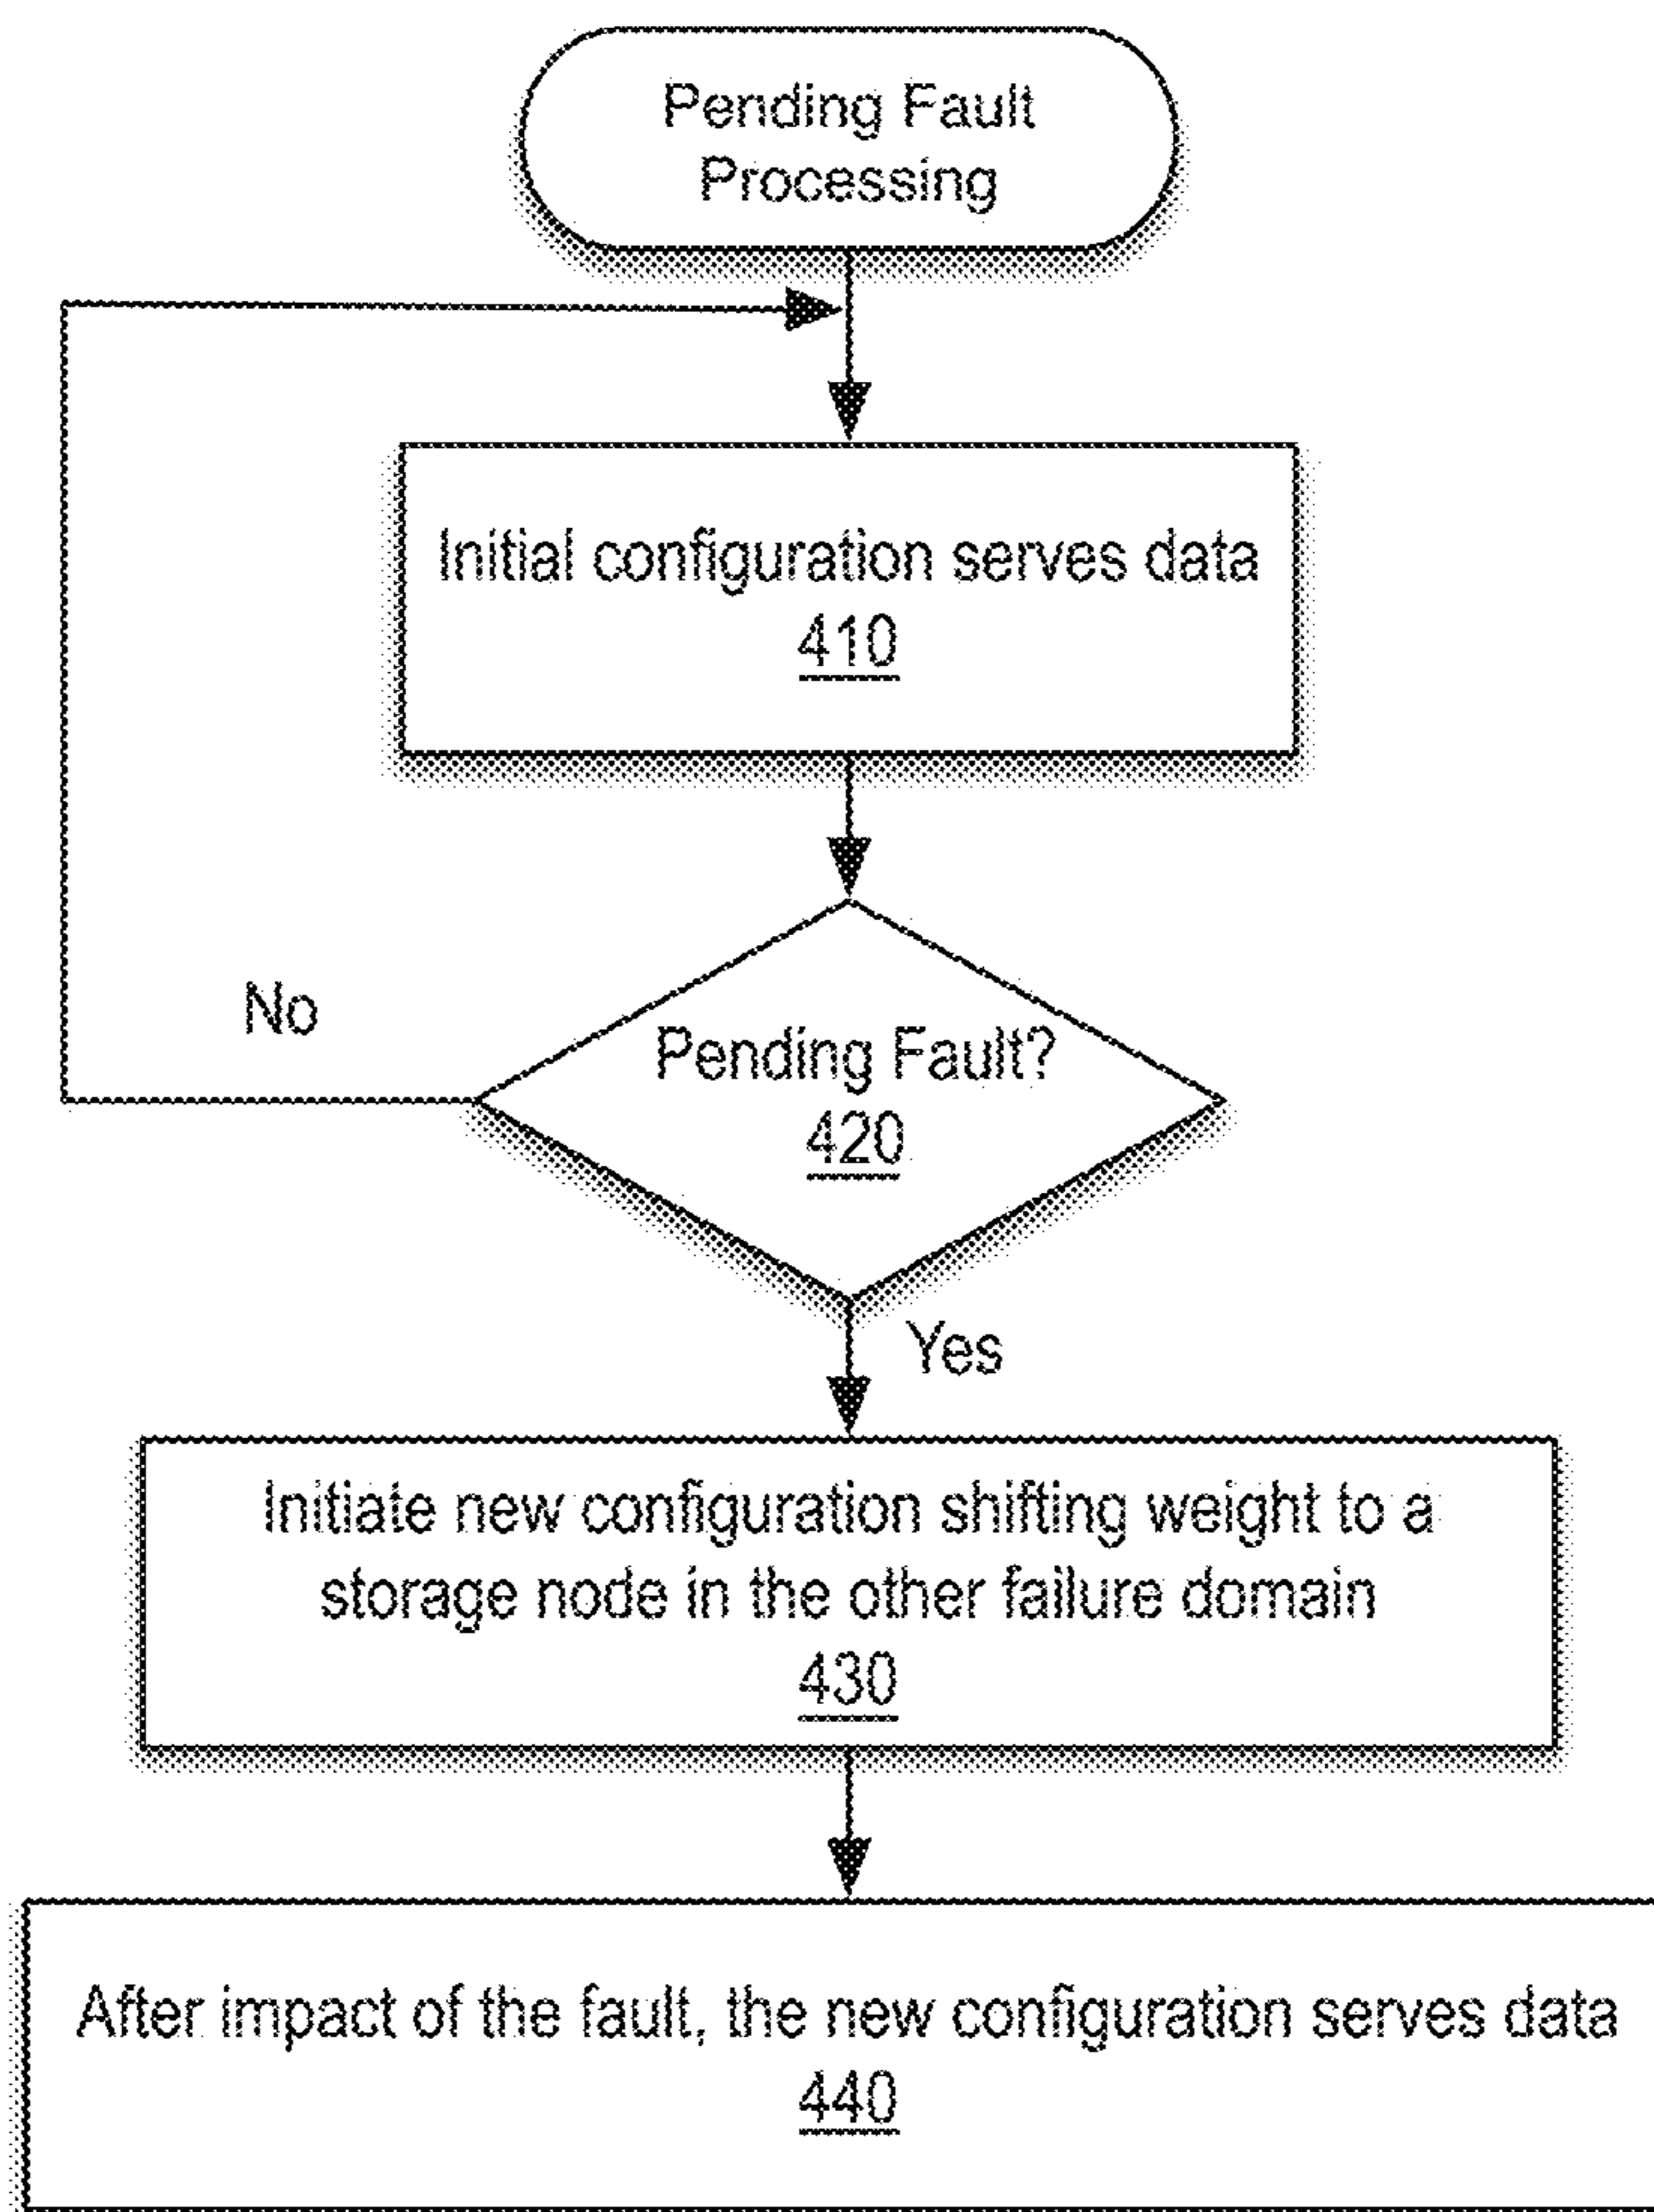 Pending Fault
Processing
Initial configuration serves data
410
No
Pending Fault?
420
Yes
Initiate new configuration shifting weight to a
storage node in the other failure domain
430
After impact of the fault, the new configuration serves data
440